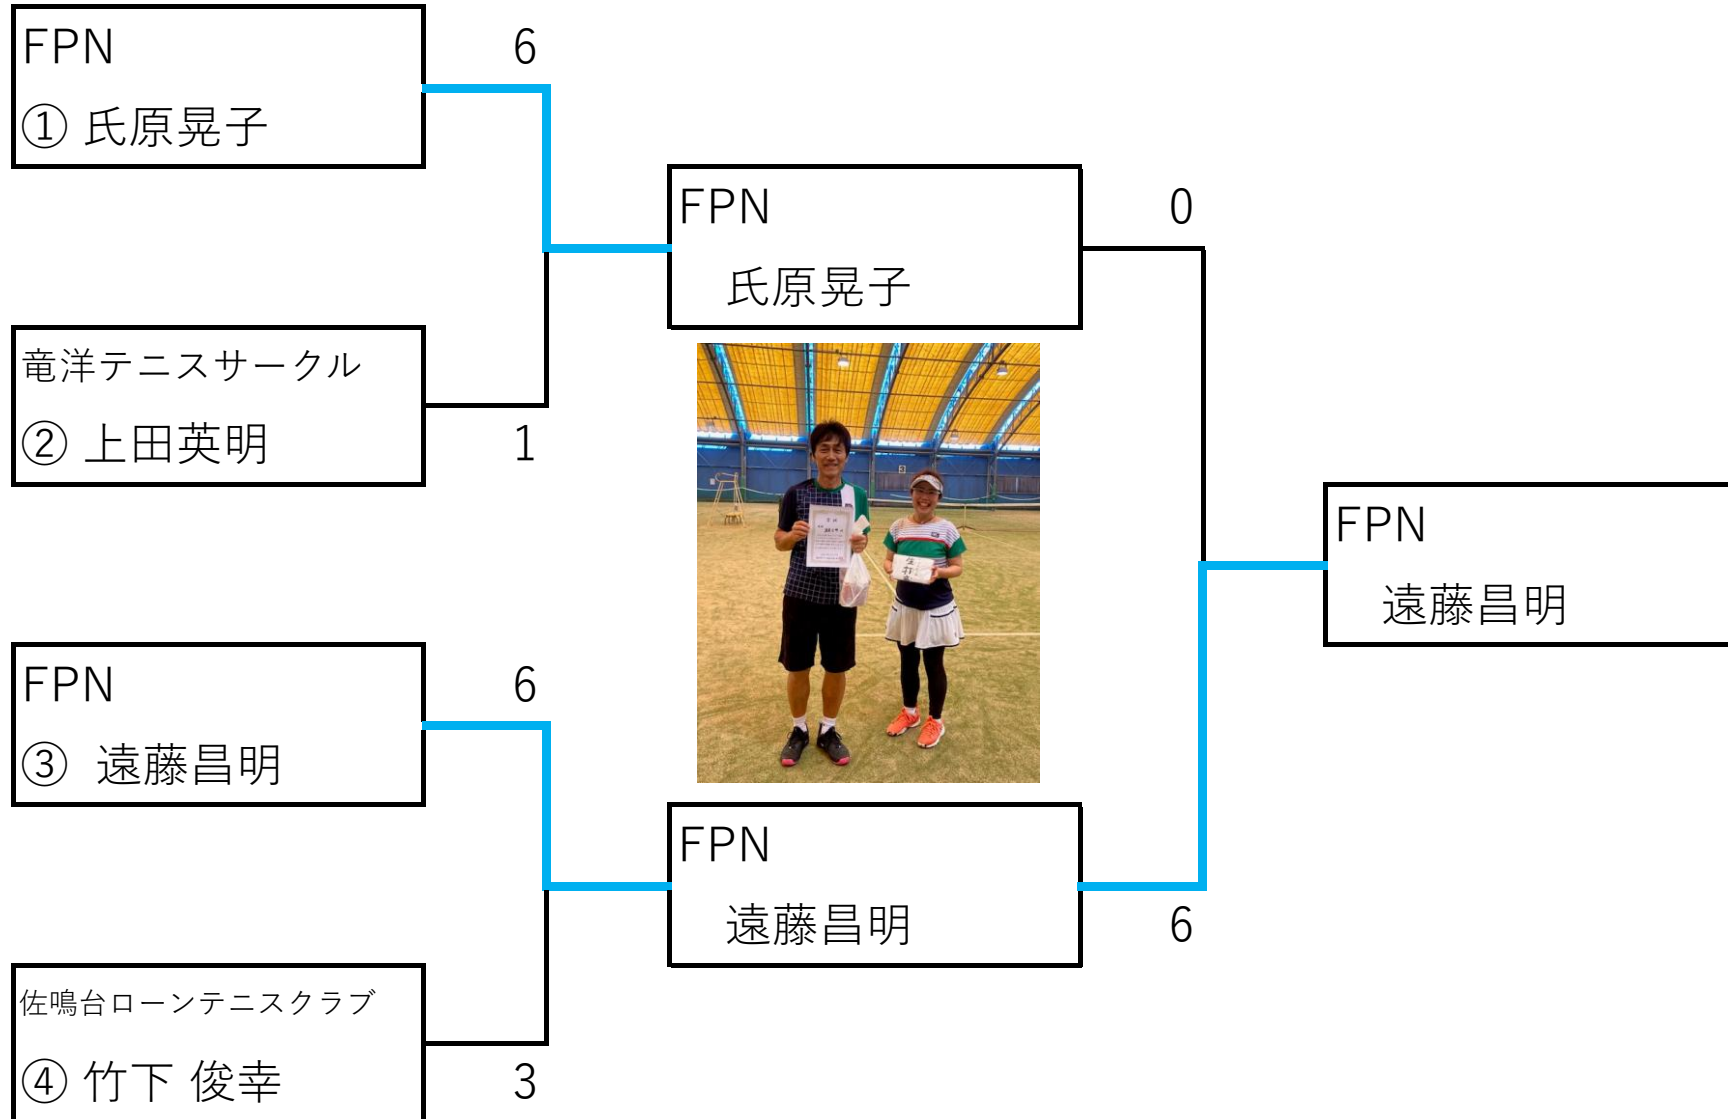 FPN
① 氏原晃子
6
竜洋テニスサークル
② 上田英明
1
FPN
③ 遠藤昌明
6
佐鳴台ローンテニスクラブ
④ 竹下 俊幸
3
FPN
氏原晃子
0
FPN
遠藤昌明
6
FPN
遠藤昌明